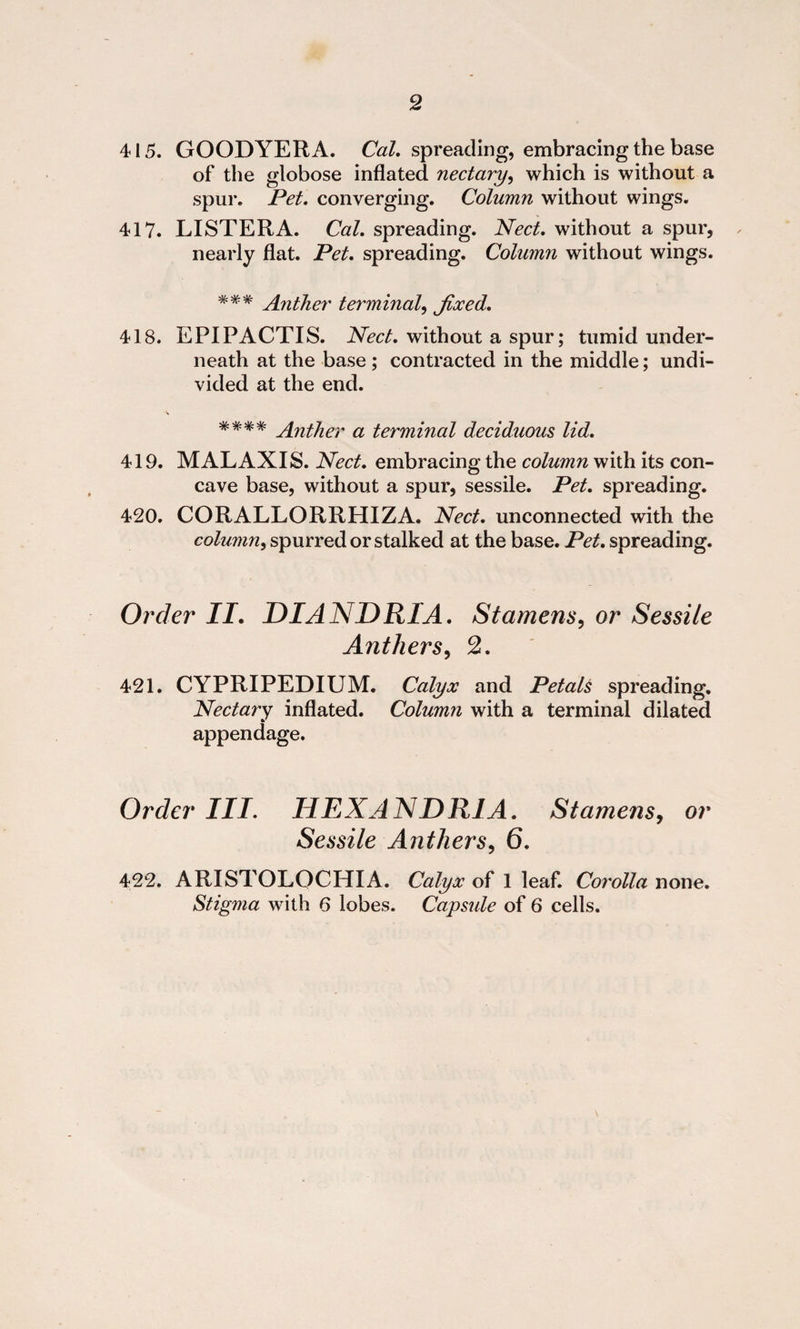 2
415. GOODYERA. Cal. spreading, embracing the base
of the globose inflated nectary, which is without a
spur. Pet. converging. Column without wings.
417. LISTERA. Cal. spreading. Nect. without a spur,
nearly flat. Pet. spreading. Column without wings.
*** Anther terminal, fixed.
418. EPIPACTIS. Nect. without a spur; tumid under-
neath at the base; contracted in the middle; undi-
vided at the end.
**** Anther a terminal deciduous lid.
419. MALAXIS. Nect. embracing the column with its con-
cave base, without a spur, sessile. Pet. spreading.
420. CORALLORRHIZA. Nect. unconnected with the
column, spurred or stalked at the base. Pet. spreading.
Order II. DIANDRIA. Stamens, or Sessile
Anthers, 2.
421. CYPRIPEDIUM. Calyx and Petals spreading.
Nectary inflated. Column with a terminal dilated
appendage.
Order III. HEXANDRIA. Stamens, or
Sessile Anthers, 6.
422. ARISTOLOCHIA. Calyx of 1 leaf. Corolla none.
Stigma with 6 lobes. Capsule of 6 cells.